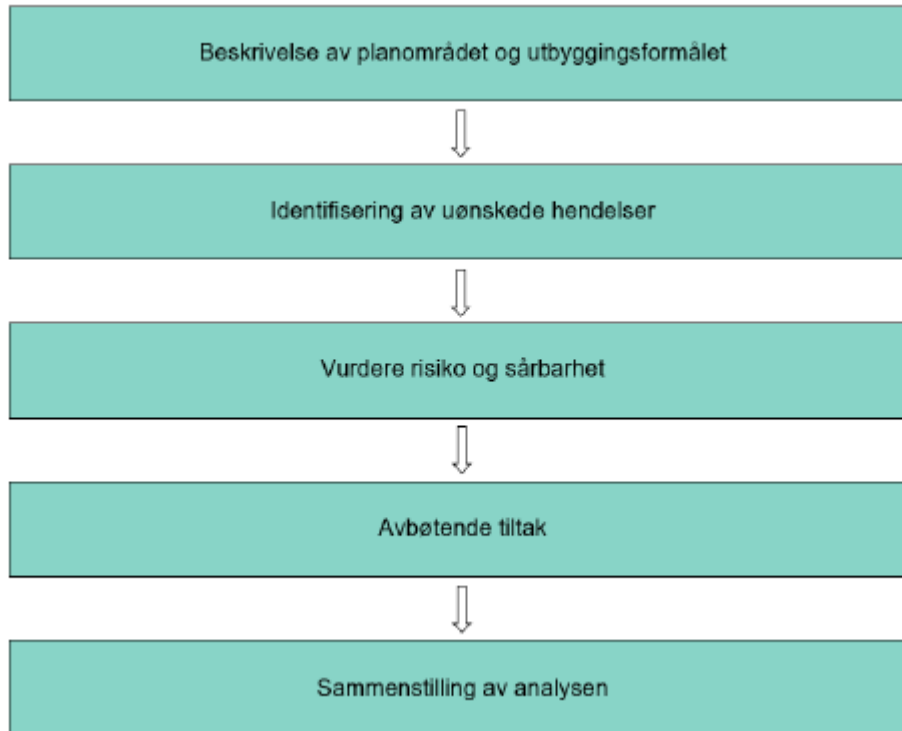 Beskrivelse av planområdet og utbyggingsformålet
Identifisering av uønskede hendelser
Vurdere risiko og sårbarhet
Avbøtende tiltak
Sammenstilling av analysen